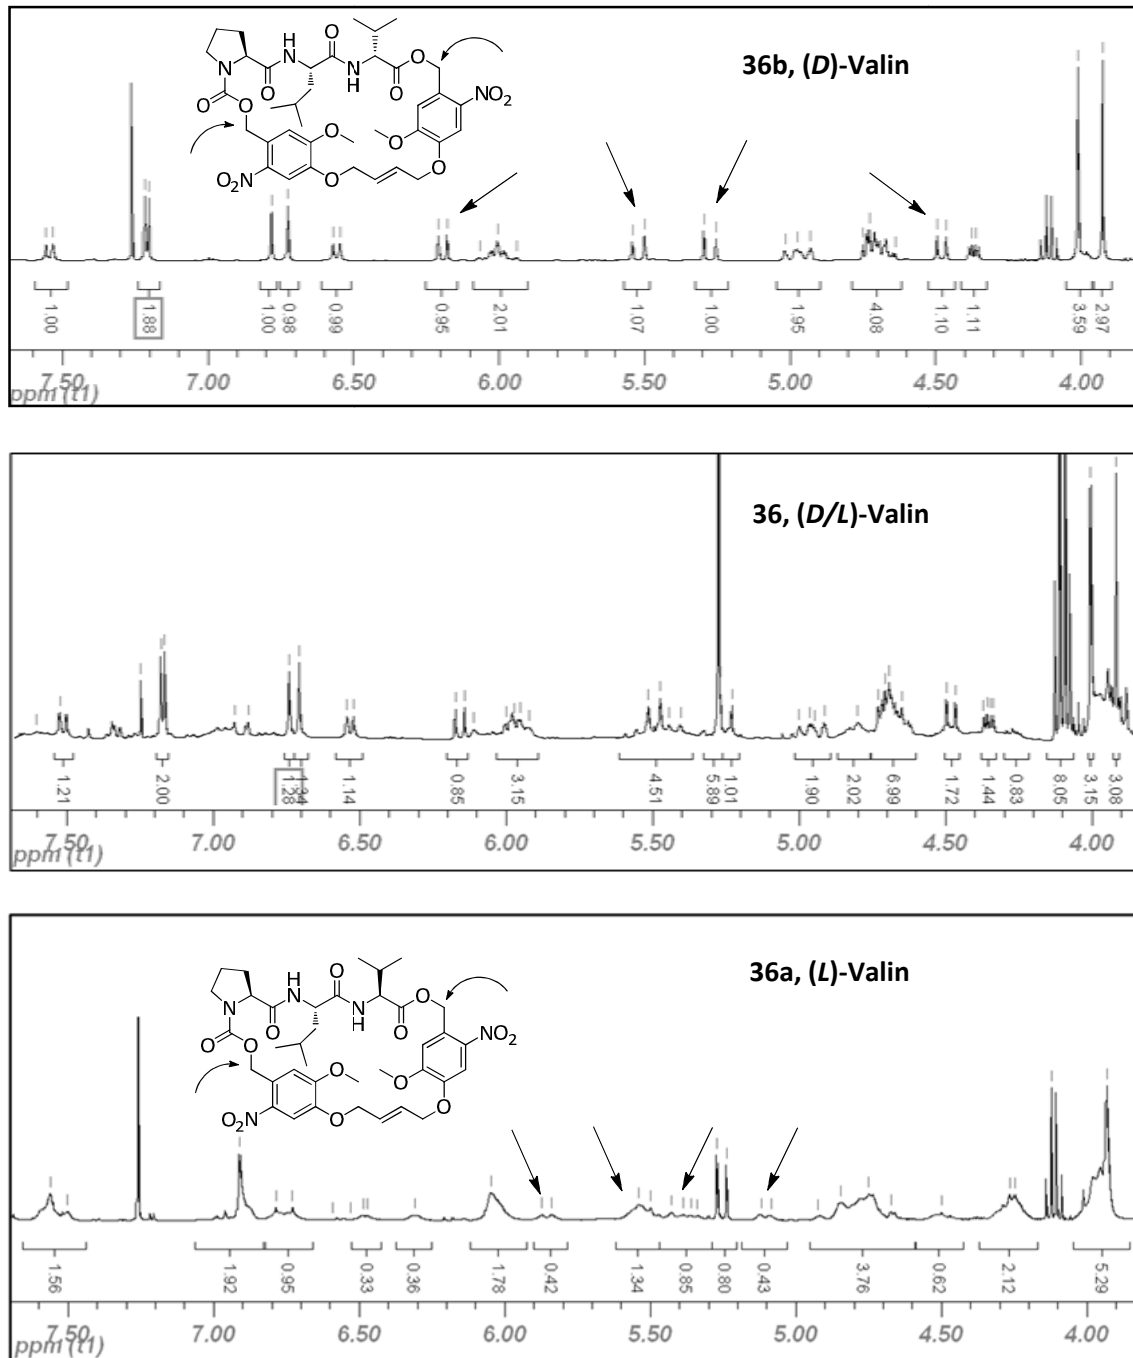 36b, (D)-Valin
H
N
O
O
N
O
N
H
O
O
NO₂
O
O
O
O
O₂N
O
O
1.00
1.88
1.00
0.98
0.99
0.95
2.01
1.07
1.00
1.95
4.08
1.10
1.11
3.59
2.97
7.50 7.00 6.50 6.00 5.50 5.00 4.50 4.00
ppm (t1)
36, (D/L)-Valin
1.21
2.00
1.28
1.34
1.14
0.85
3.15
4.51
5.89
1.01
1.90
2.02
6.99
1.72
1.44
0.83
8.05
3.15
3.08
7.50 7.00 6.50 6.00 5.50 5.00 4.50 4.00
ppm (t1)
36a, (L)-Valin
H
N
O
O
N
O
N
H
O
O
NO₂
O
O
O
O
O₂N
O
O
1.56
1.92
0.95
0.33
0.36
1.78
0.42
1.34
0.85
0.80
0.43
3.76
0.62
2.12
5.29
7.50 7.00 6.50 6.00 5.50 5.00 4.50 4.00
ppm (t1)